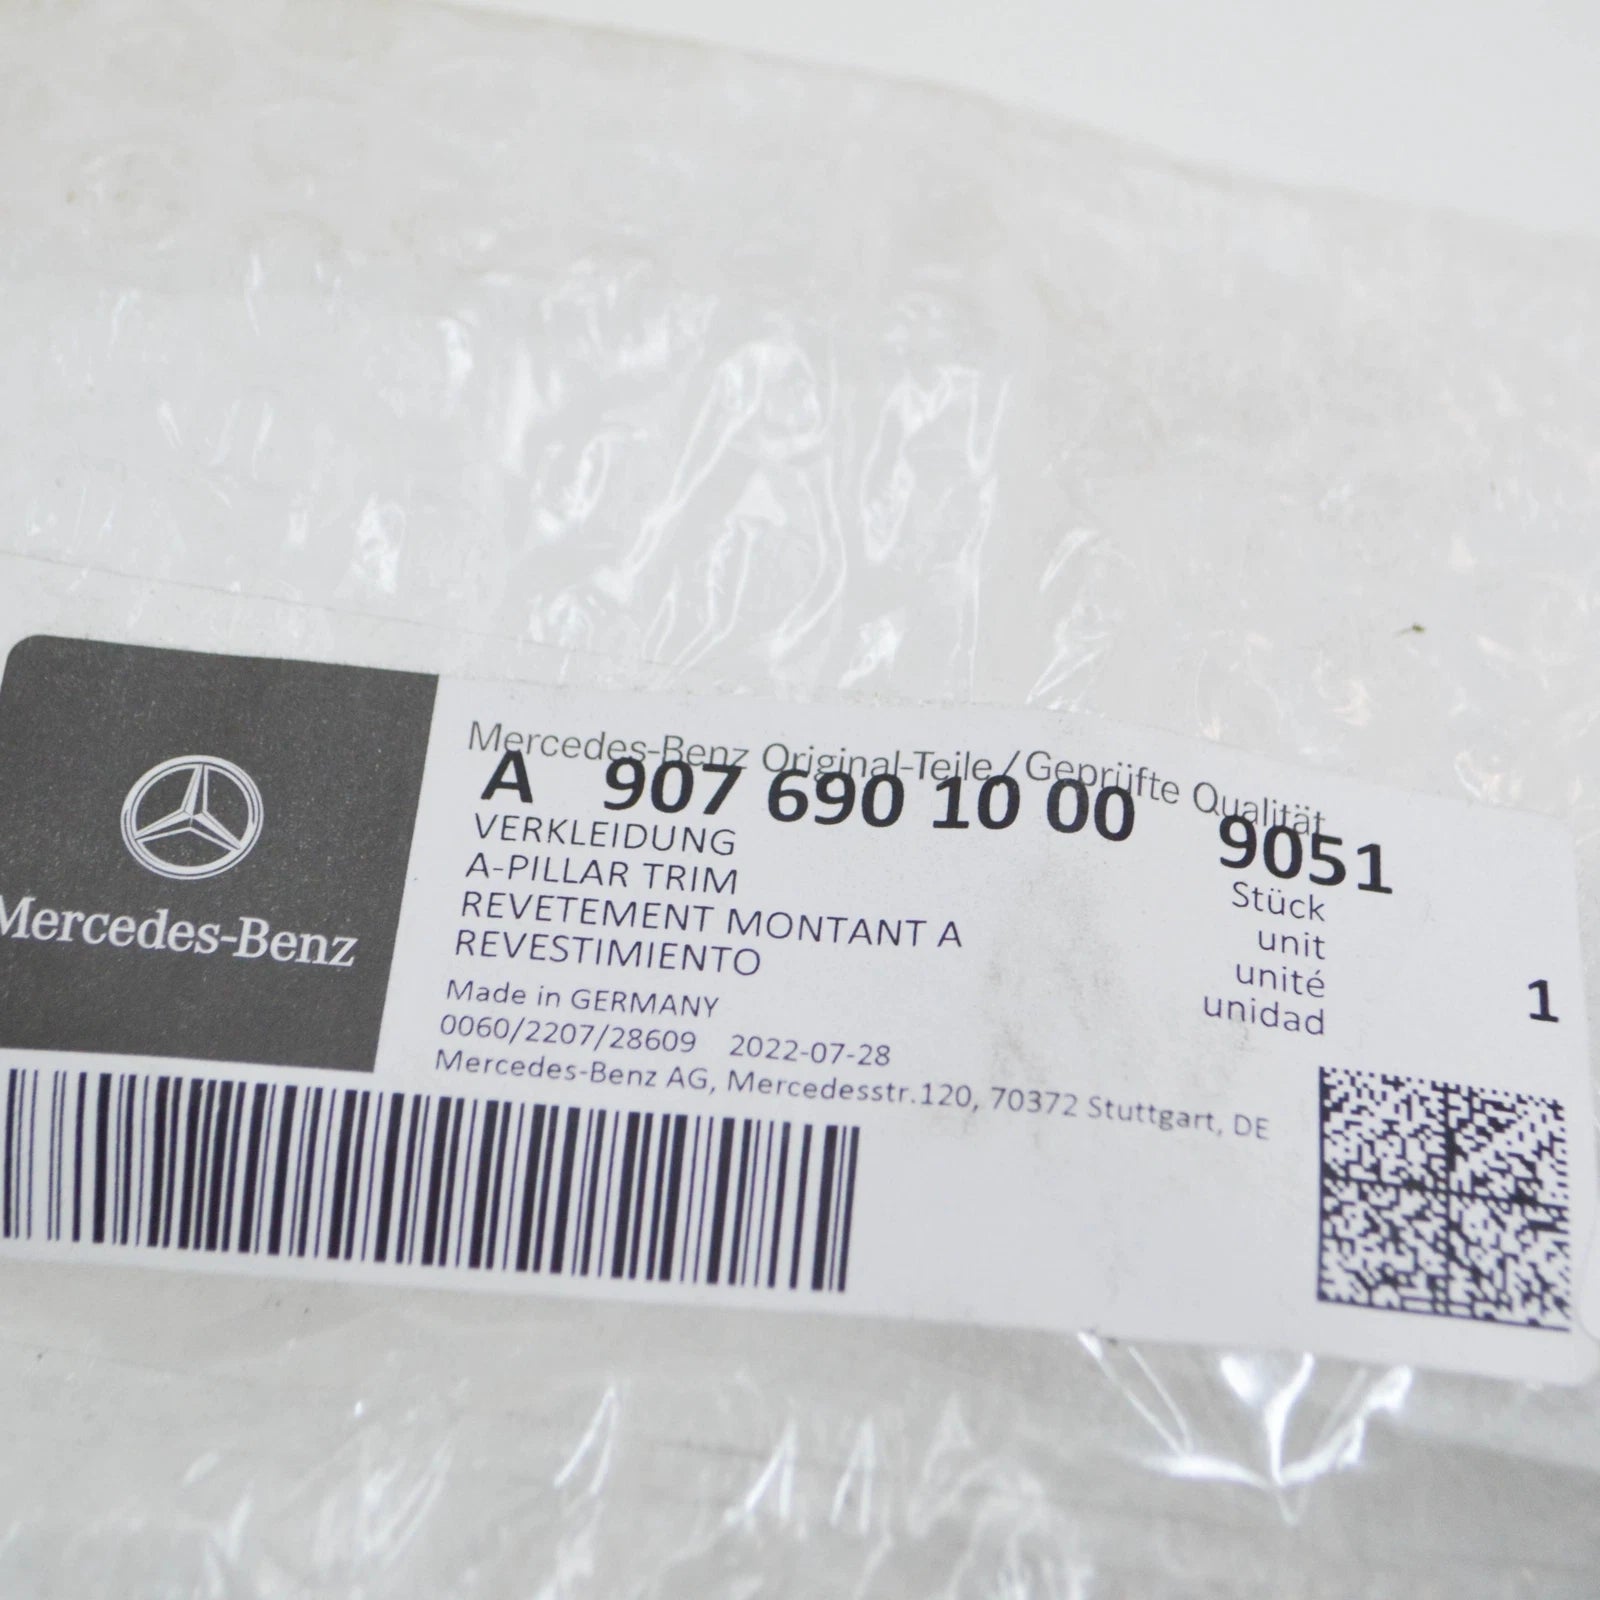 Mercedes-Benz
Mercedes-Benz Original-Teile/Geprüfte Qualität
A 907 690 10 00 9051
VERKLEIDUNG
A-PILLAR TRIM
REVETEMENT MONTANT A
REVESTIMIENTO
Stück
unit
unité
unidad
1
Made in GERMANY
0060/2207/28609 2022-07-28
Mercedes-Benz AG, Mercedesstr.120, 70372 Stuttgart, DE